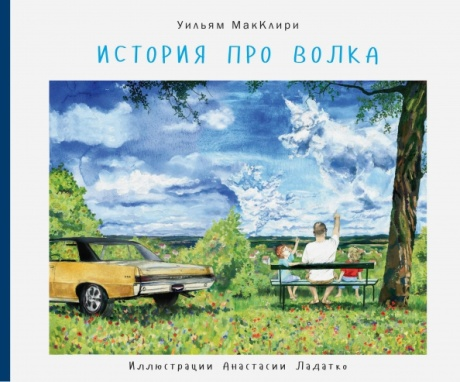 Уильям МакКлири
ИСТОРИЯ ПРО ВОЛКА
Иллюстрации Анастасии Ладатко